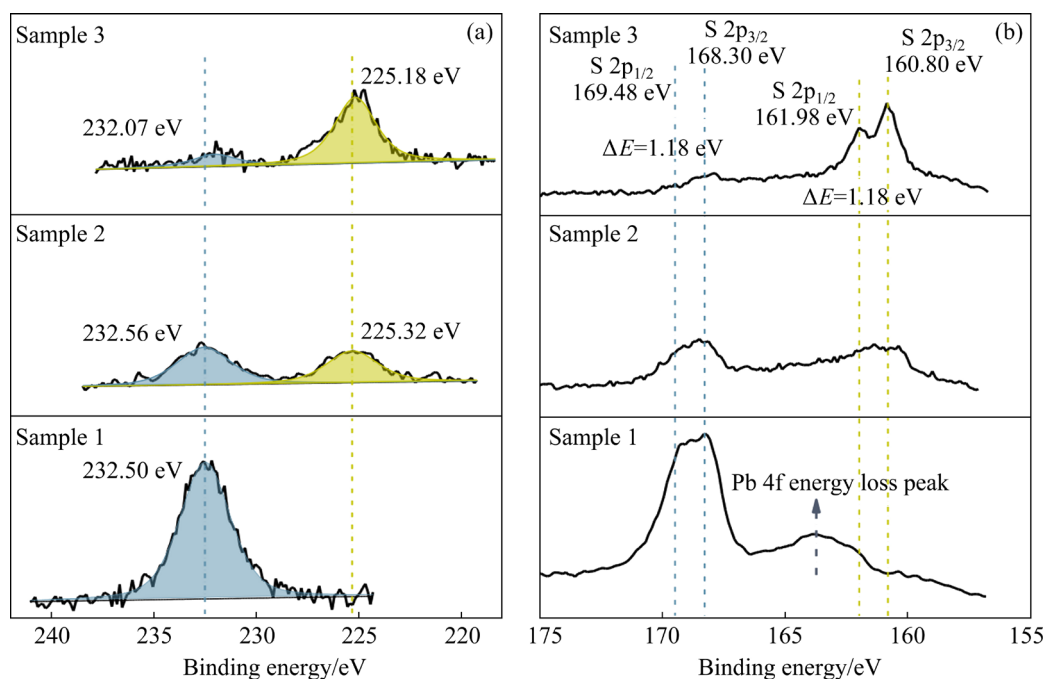 Sample 3
(a)
225.18 eV
232.07 eV
Sample 2
232.56 eV
225.32 eV
Sample 1
232.50 eV
240
235
230
225
220
Binding energy/eV
Sample 3
(b)
S 2p3/2
168.30 eV
S 2p3/2
160.80 eV
S 2p1/2
169.48 eV
S 2p1/2
161.98 eV
ΔE=1.18 eV
ΔE=1.18 eV
Sample 2
Sample 1
Pb 4f energy loss peak
175
170
165
160
155
Binding energy/eV